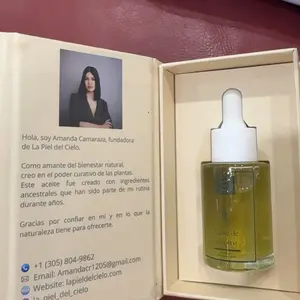 Hola, soy Amanda Camaraza, fundadora
de La Piel del Cielo.
Como amante del bienestar natural,
creo en el poder curativo de las plantas.
Este aceite fue creado con ingredientes
ancestrales que han sido parte de mi rutina
durante años.
Gracias por confiar en mi y en lo que la
naturaleza tiene para ofrecerte.
+1 (305) 804-9862
Email: Amandacr1205@gmail.com
Website: lapieldelcielo.com
la_piel_del_cielo